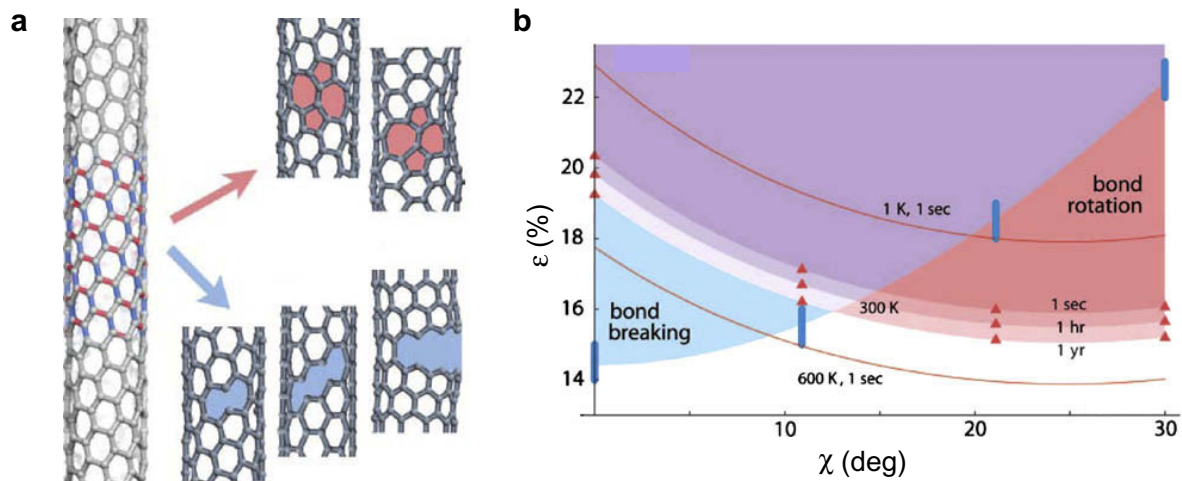 a
b
22
20
18
16
14
ε (%)
1 K, 1 sec
bond
rotation
bond
breaking
300 K
1 sec
1 hr
1 yr
600 K, 1 sec
10
20
30
χ (deg)